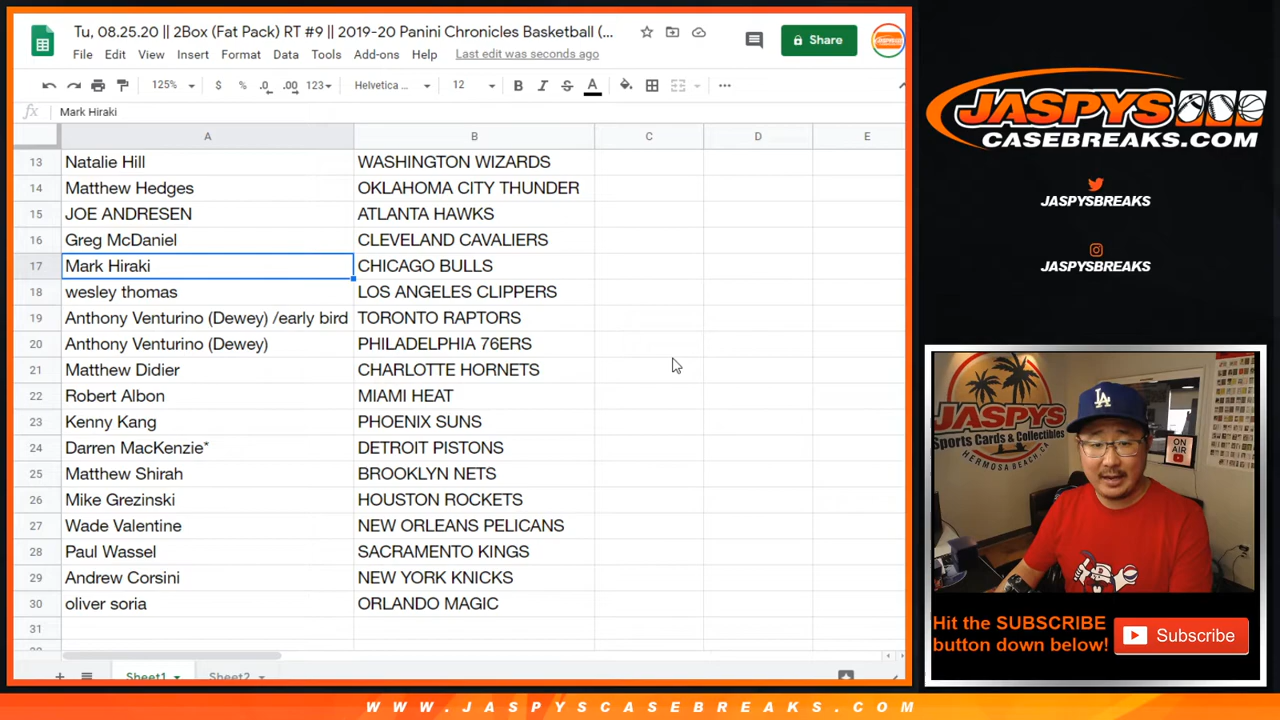 Tu, 08.25.20 || 2Box (Fat Pack) RT #9 || 2019-20 Panini Chronicles Basketball (...
File Edit View Insert Format Data Tools Add-ons Help Last edit was seconds ago
Share
125% $ % .0 .00 123 Helvetica ... 12 B I S A
fx Mark Hiraki
A B C D E
13 Natalie Hill WASHINGTON WIZARDS
14 Matthew Hedges OKLAHOMA CITY THUNDER
15 JOE ANDRESEN ATLANTA HAWKS
16 Greg McDaniel CLEVELAND CAVALIERS
17 Mark Hiraki CHICAGO BULLS
18 wesley thomas LOS ANGELES CLIPPERS
19 Anthony Venturino (Dewey) /early bird TORONTO RAPTORS
20 Anthony Venturino (Dewey) PHILADELPHIA 76ERS
21 Matthew Didier CHARLOTTE HORNETS
22 Robert Albon MIAMI HEAT
23 Kenny Kang PHOENIX SUNS
24 Darren MacKenzie* DETROIT PISTONS
25 Matthew Shirah BROOKLYN NETS
26 Mike Grezinski HOUSTON ROCKETS
27 Wade Valentine NEW ORLEANS PELICANS
28 Paul Wassel SACRAMENTO KINGS
29 Andrew Corsini NEW YORK KNICKS
30 oliver soria ORLANDO MAGIC
31
Sheet1 Sheet2
JASPYS
CASEBREAKS.COM
JASPYSBREAKS
JASPYSBREAKS
JASPYS
Sports Cards & Collectibles
HERMOSA BEACH, CA
ON AIR
LA
Hit the SUBSCRIBE
button down below!
Subscribe
WWW.JASPYSCASEBREAKS.COM